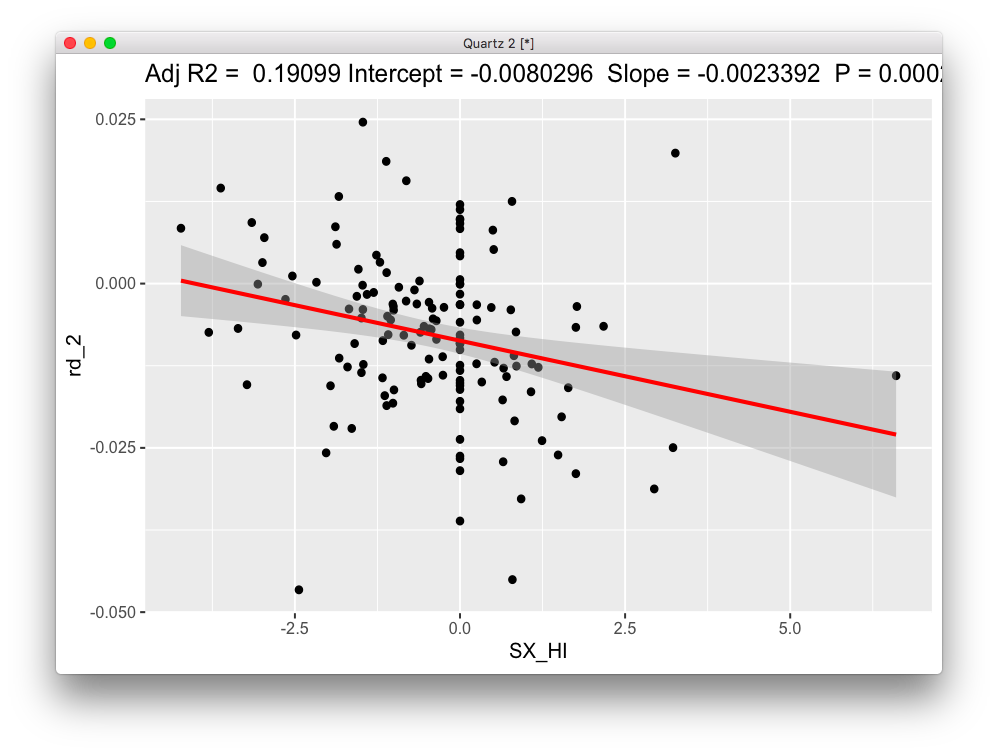 Quartz 2 [*]
Adj R2 =  0.19099 Intercept = -0.0080296  Slope = -0.0023392  P = 0.0002
0.025
0.000
-0.025
-0.050
rd_2
-2.5 0.0 2.5 5.0
SX_HI